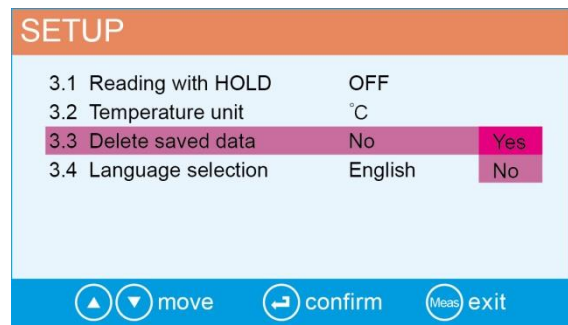 SETUP
3.1 Reading with HOLD OFF
3.2 Temperature unit °C
3.3 Delete saved data No Yes
3.4 Language selection English No
move confirm Meas exit